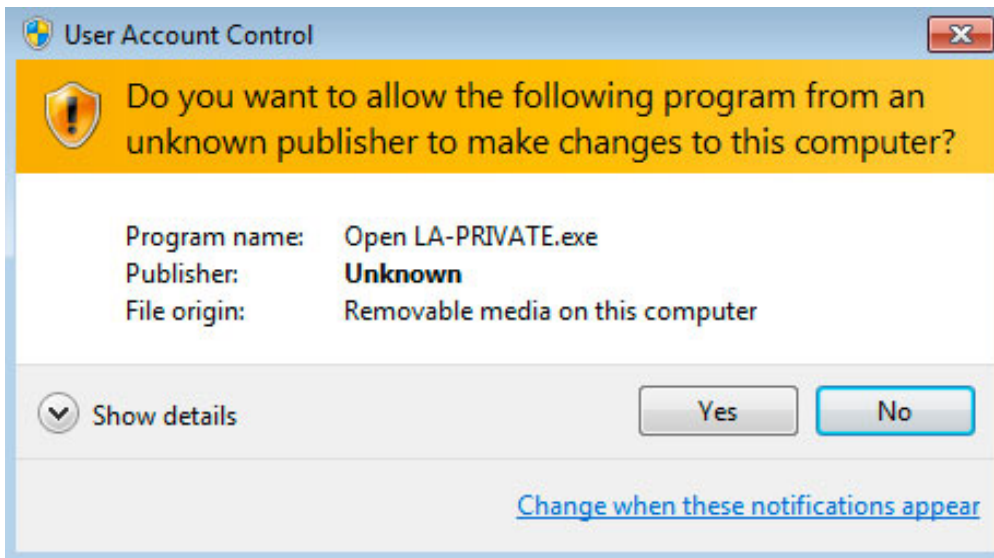 User Account Control
Do you want to allow the following program from an
unknown publisher to make changes to this computer?
Program name: Open LA-PRIVATE.exe
Publisher: Unknown
File origin: Removable media on this computer
Show details
Yes
No
Change when these notifications appear